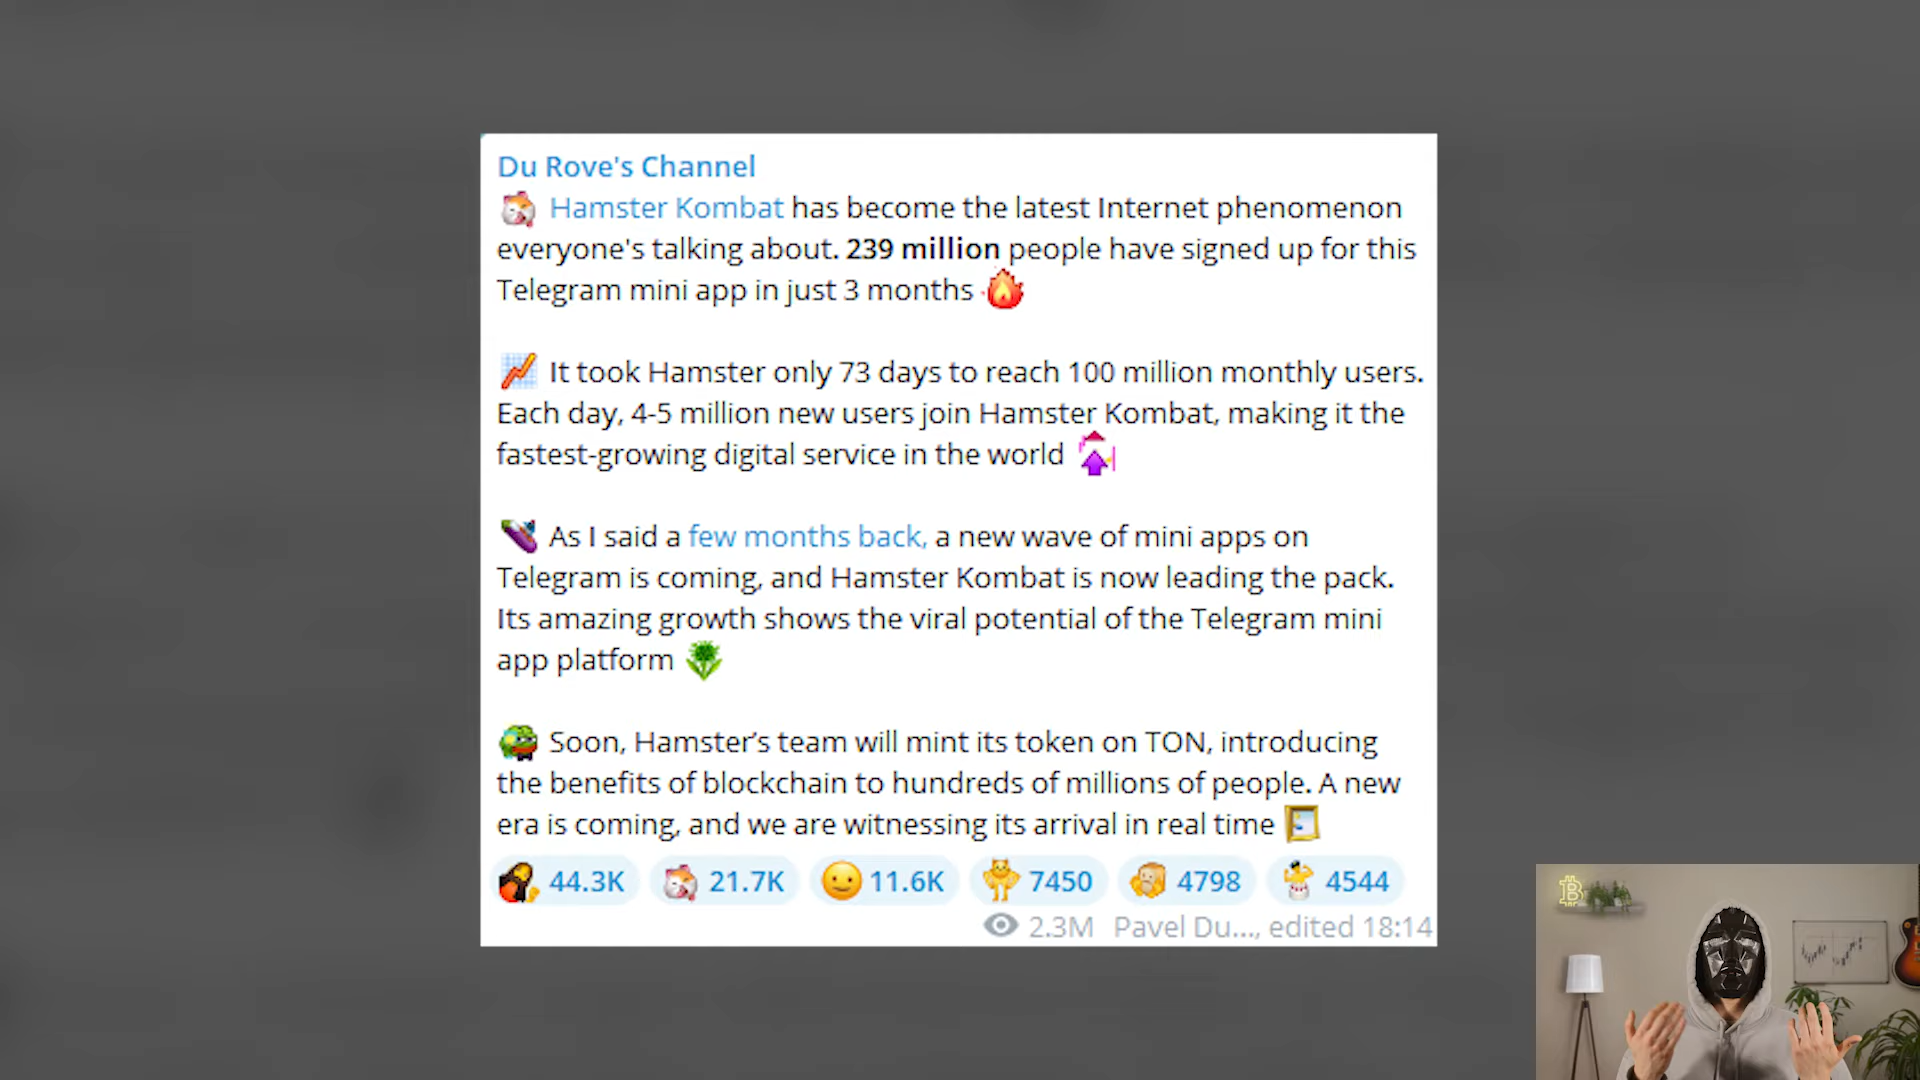 Du Rove's Channel
Hamster Kombat has become the latest Internet phenomenon
everyone's talking about. 239 million people have signed up for this
Telegram mini app in just 3 months
It took Hamster only 73 days to reach 100 million monthly users.
Each day, 4-5 million new users join Hamster Kombat, making it the
fastest-growing digital service in the world
As I said a few months back, a new wave of mini apps on
Telegram is coming, and Hamster Kombat is now leading the pack.
Its amazing growth shows the viral potential of the Telegram mini
app platform
Soon, Hamster's team will mint its token on TON, introducing
the benefits of blockchain to hundreds of millions of people. A new
era is coming, and we are witnessing its arrival in real time
44.3K 21.7K 11.6K 7450 4798 4544
2.3M Pavel Du..., edited 18:14